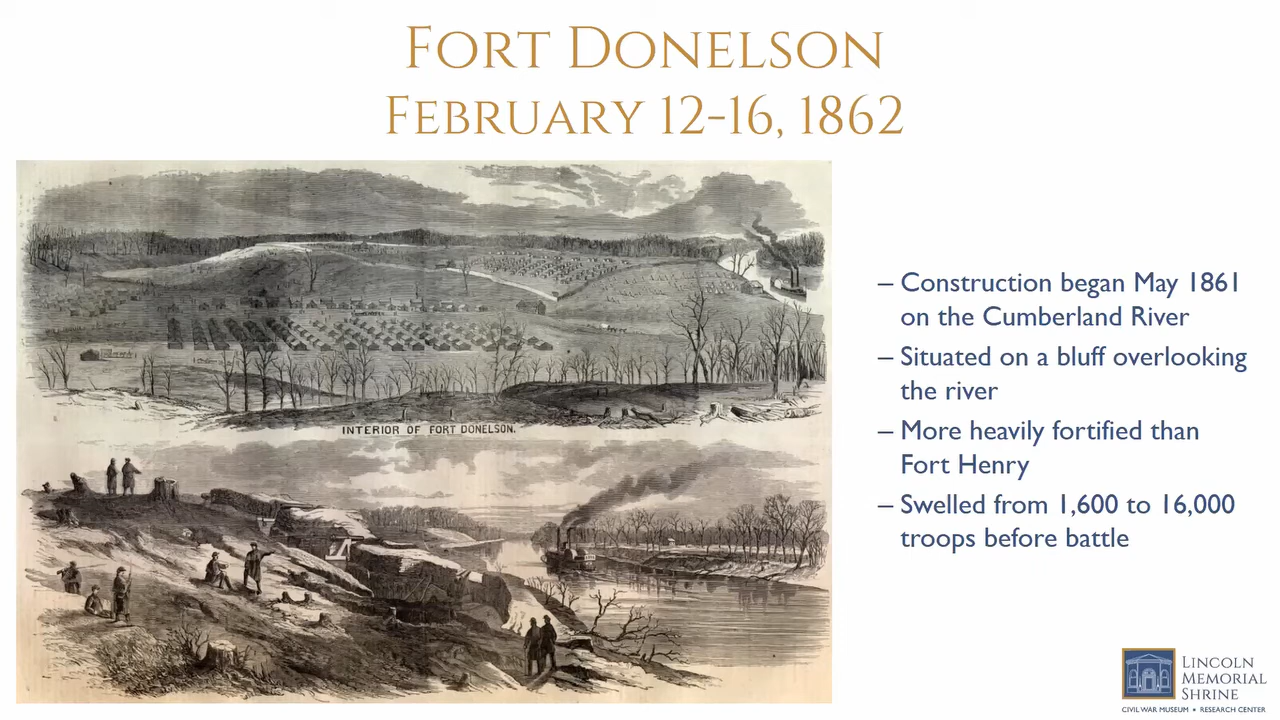 Fort Donelson
February 12-16, 1862
INTERIOR OF FORT DONELSON.
– Construction began May 1861
on the Cumberland River
– Situated on a bluff overlooking
the river
– More heavily fortified than
Fort Henry
– Swelled from 1,600 to 16,000
troops before battle
LINCOLN
MEMORIAL
SHRINE
CIVIL WAR MUSEUM • RESEARCH CENTER